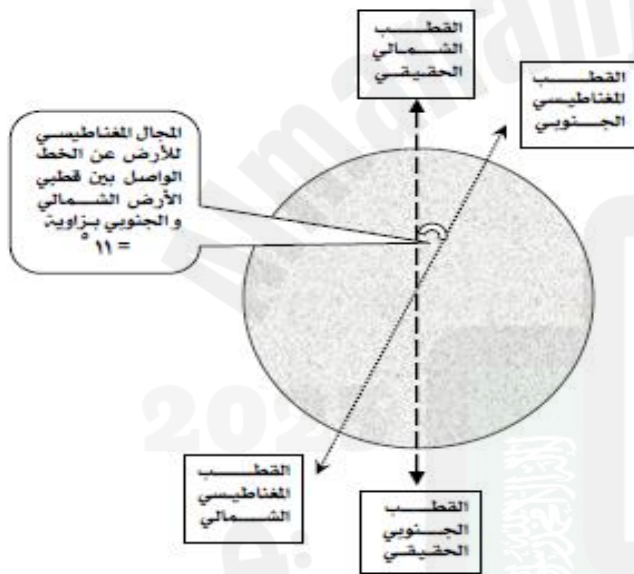 القطب
الشمالي
الحقيقي
القطب
المغناطيسي
الجنوبي
المجال المغناطيسي
للأرض عن الخط
الواصل بين قطبي
الأرض الشمالي
و الجنوبي بزاوية
= ١١ °
القطب
المغناطيسي
الشمالي
القطب
الجنوبي
الحقيقي